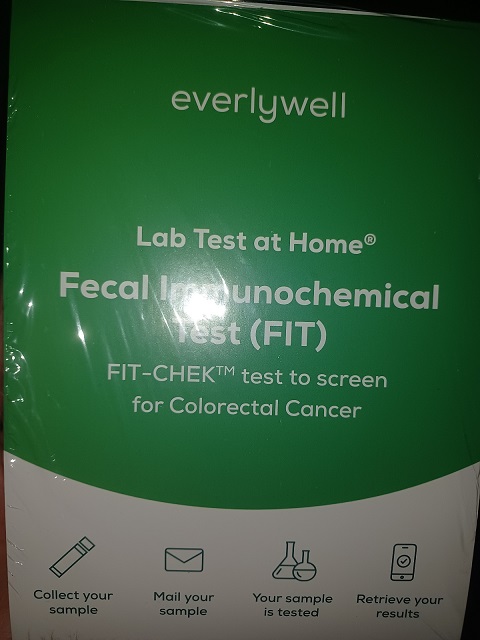 everlywell
Lab Test at Home®
Fecal Immunochemical
Test (FIT)
FIT-CHEK™ test to screen
for Colorectal Cancer
Collect your
sample
Mail your
sample
Your sample
is tested
Retrieve your
results